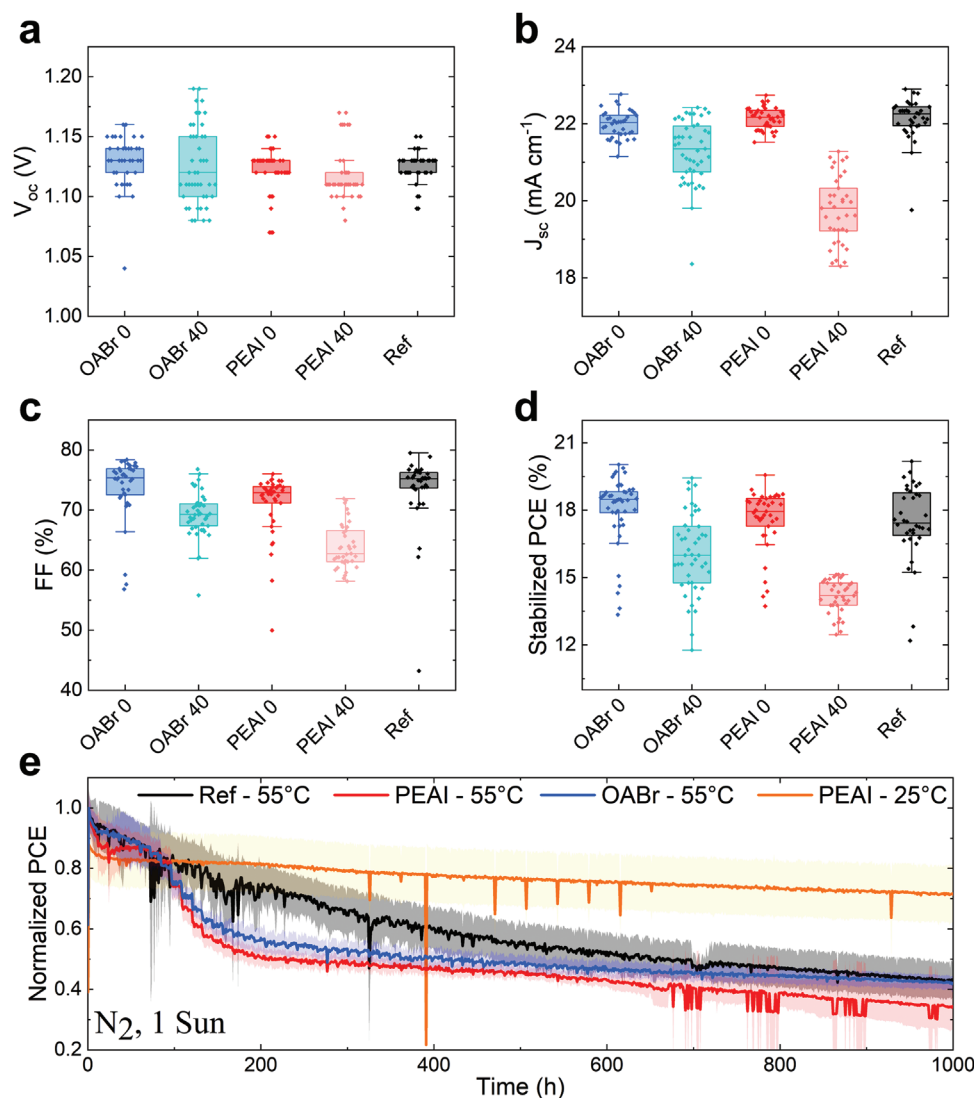 a
V_oc (V)
1.20
1.15
1.10
1.05
1.00
OABr 0
OABr 40
PEAI 0
PEAI 40
Ref
b
J_sc (mA cm⁻¹)
24
22
20
18
OABr 0
OABr 40
PEAI 0
PEAI 40
Ref
c
FF (%)
80
70
60
50
40
OABr 0
OABr 40
PEAI 0
PEAI 40
Ref
d
Stabilized PCE (%)
21
18
15
12
OABr 0
OABr 40
PEAI 0
PEAI 40
Ref
e
Ref - 55°C
PEAI - 55°C
OABr - 55°C
PEAI - 25°C
Normalized PCE
1.0
0.8
0.6
0.4
0.2
N₂, 1 Sun
0
200
400
600
800
1000
Time (h)